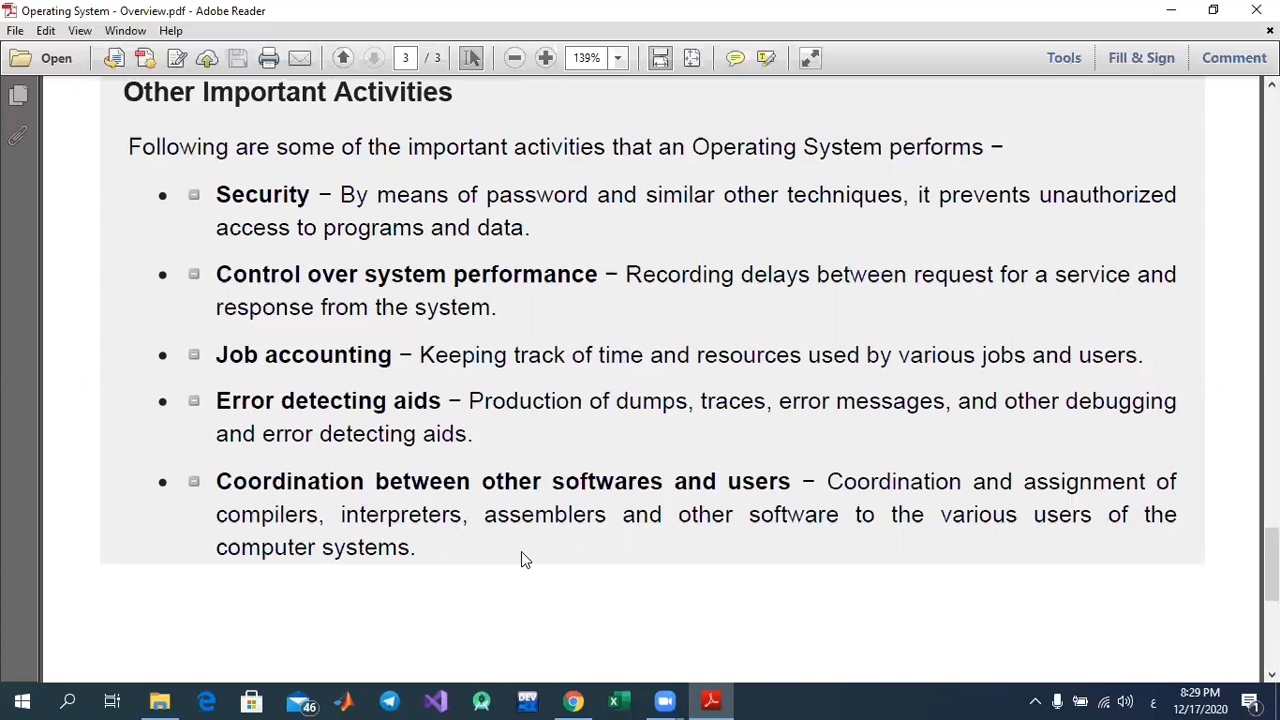 Operating System - Overview.pdf - Adobe Reader
File Edit View Window Help
Open 3 / 3 139% Tools Fill & Sign Comment
Other Important Activities
Following are some of the important activities that an Operating System performs −
• Security − By means of password and similar other techniques, it prevents unauthorized
access to programs and data.
• Control over system performance − Recording delays between request for a service and
response from the system.
• Job accounting − Keeping track of time and resources used by various jobs and users.
• Error detecting aids − Production of dumps, traces, error messages, and other debugging
and error detecting aids.
• Coordination between other softwares and users − Coordination and assignment of
compilers, interpreters, assemblers and other software to the various users of the
computer systems.
46
DEV
ع
8:29 PM
12/17/2020
1